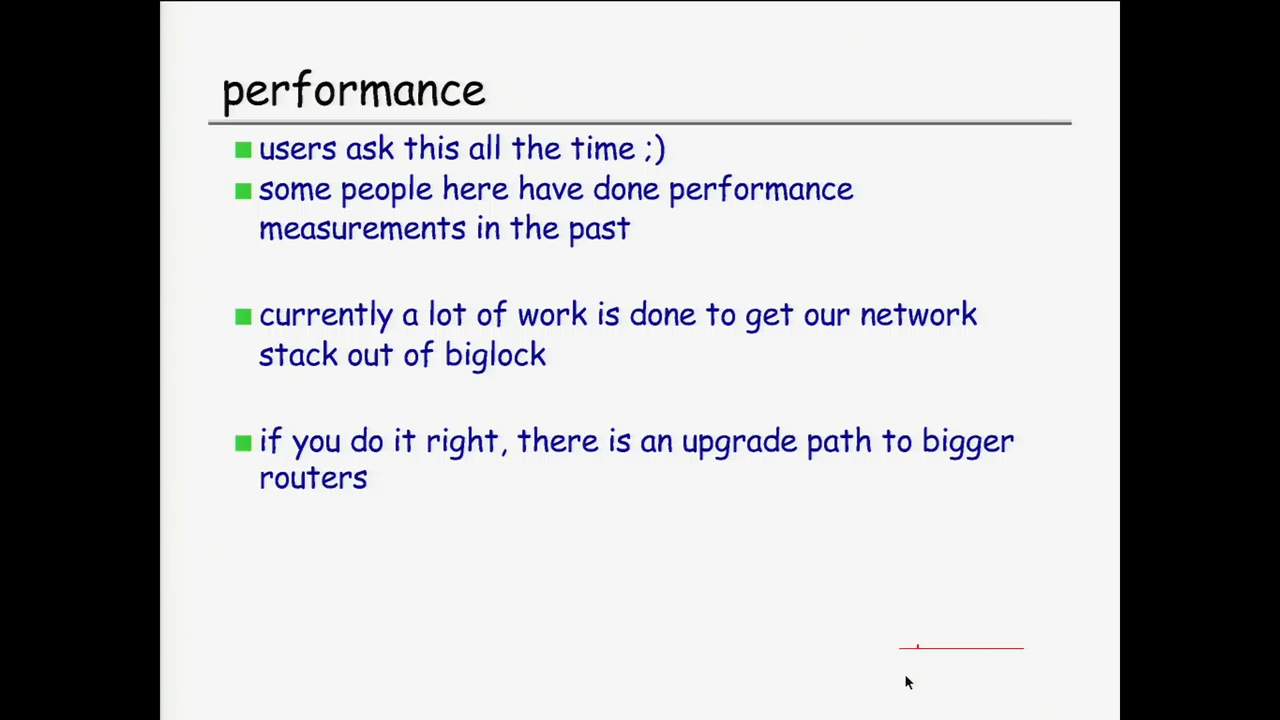 performance
users ask this all the time ;)
some people here have done performance
measurements in the past
currently a lot of work is done to get our network
stack out of biglock
if you do it right, there is an upgrade path to bigger
routers